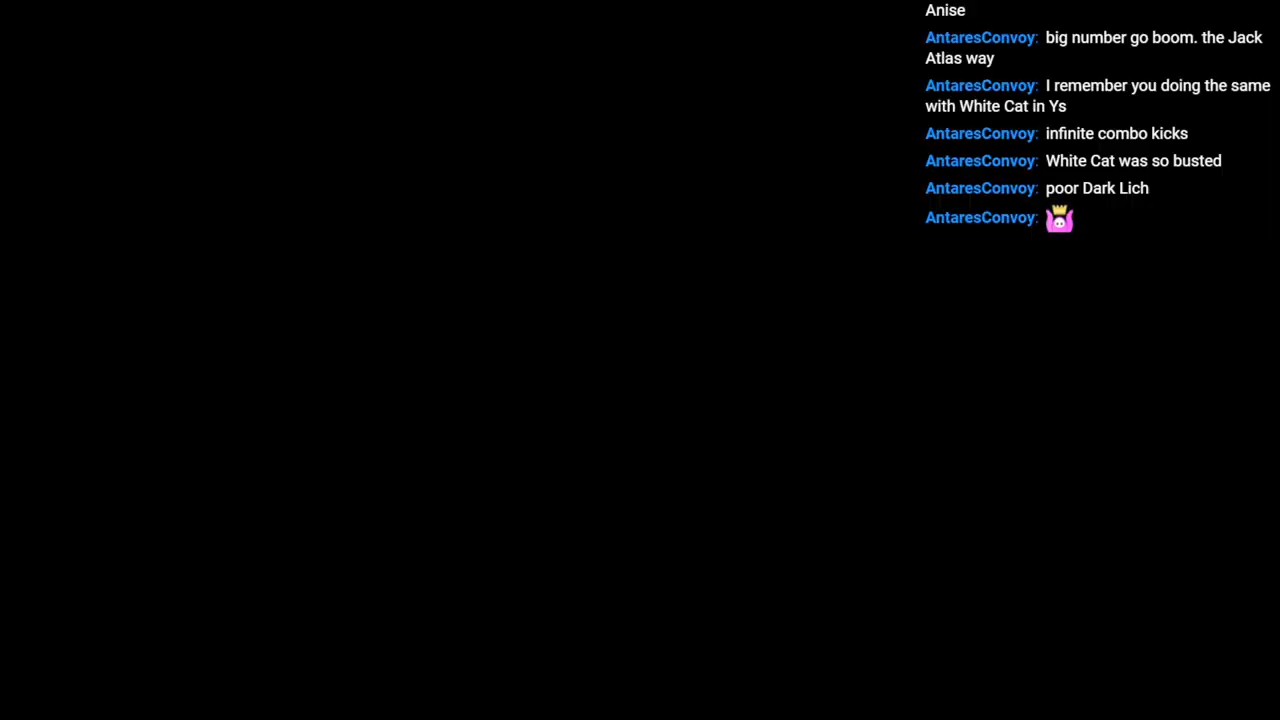 Anise
AntaresConvoy: big number go boom. the Jack
Atlas way
AntaresConvoy: I remember you doing the same
with White Cat in Ys
AntaresConvoy: infinite combo kicks
AntaresConvoy: White Cat was so busted
AntaresConvoy: poor Dark Lich
AntaresConvoy: